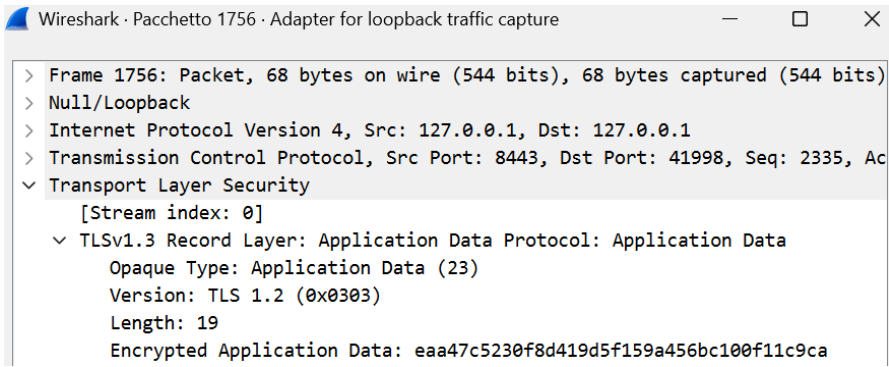 Wireshark · Pacchetto 1756 · Adapter for loopback traffic capture
Frame 1756: Packet, 68 bytes on wire (544 bits), 68 bytes captured (544 bits)
Null/Loopback
Internet Protocol Version 4, Src: 127.0.0.1, Dst: 127.0.0.1
Transmission Control Protocol, Src Port: 8443, Dst Port: 41998, Seq: 2335, Ac
Transport Layer Security
[Stream index: 0]
TLSv1.3 Record Layer: Application Data Protocol: Application Data
Opaque Type: Application Data (23)
Version: TLS 1.2 (0x0303)
Length: 19
Encrypted Application Data: eaa47c5230f8d419d5f159a456bc100f11c9ca